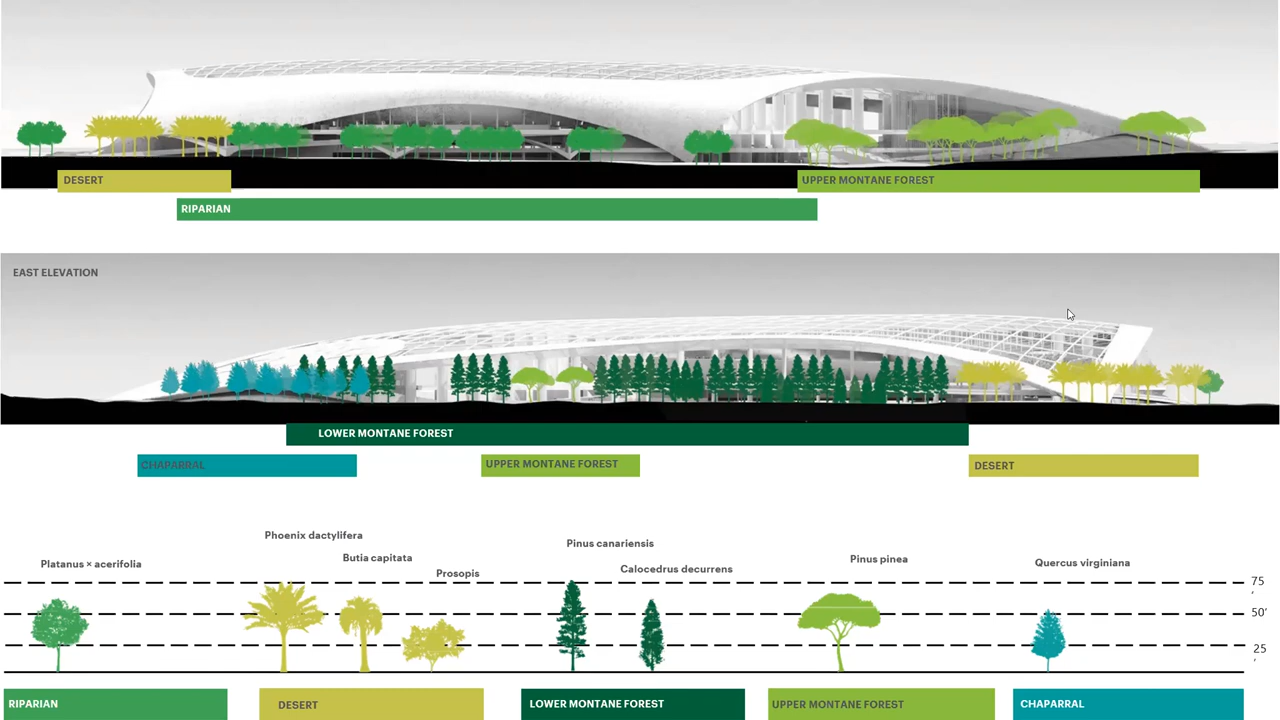 DESERT
UPPER MONTANE FOREST
RIPARIAN
EAST ELEVATION
LOWER MONTANE FOREST
CHAPARRAL
UPPER MONTANE FOREST
DESERT
Phoenix dactylifera
Pinus canariensis
Butia capitata
Pinus pinea
Platanus × acerifolia
Quercus virginiana
Calocedrus decurrens
Prosopis
75
‘
50’
25
’
RIPARIAN
DESERT
LOWER MONTANE FOREST
UPPER MONTANE FOREST
CHAPARRAL